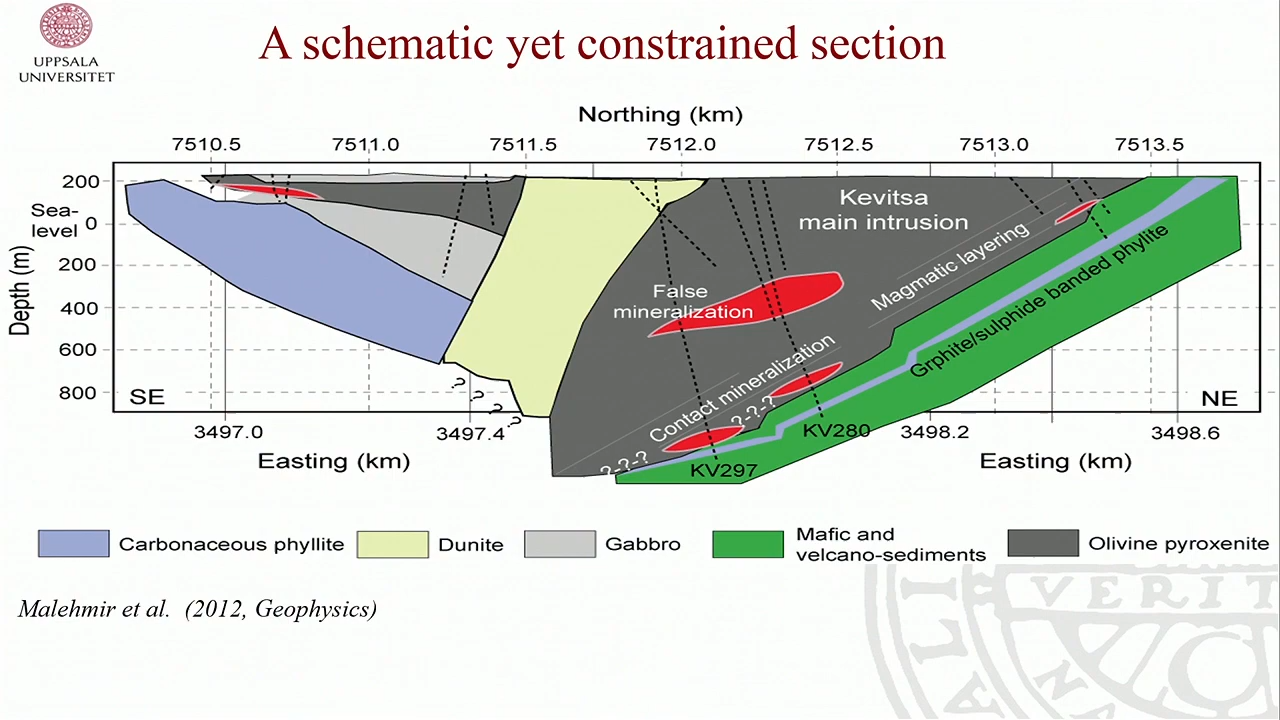 UPPSALA
UNIVERSITET
A schematic yet constrained section
Northing (km)
7510.5 7511.0 7511.5 7512.0 7512.5 7513.0 7513.5
Depth (m)
200
Sea-
level
0
200
400
600
800
SE
NE
Kevitsa
main intrusion
Magmatic layering
False
mineralization
Contact mineralization
Grphite/sulphide banded phylite
? ? ? ?
?-?-?
?-?-?
KV280
KV297
3497.0 3497.4 3498.2 3498.6
Easting (km)
Easting (km)
Carbonaceous phyllite
Dunite
Gabbro
Mafic and
velcano-sediments
Olivine pyroxenite
Malehmir et al. (2012, Geophysics)
VERIT